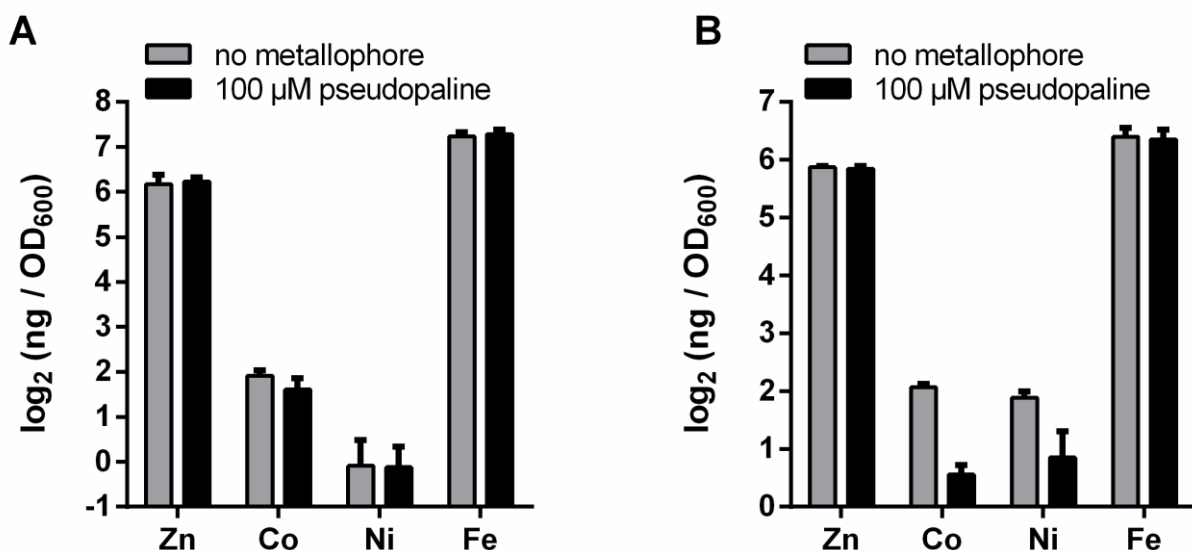 A
no metallophore
100 µM pseudopaline
8
7
6
5
4
3
2
1
0
-1
log2 (ng / OD600)
Zn Co Ni Fe
B
no metallophore
100 µM pseudopaline
7
6
5
4
3
2
1
0
log2 (ng / OD600)
Zn Co Ni Fe